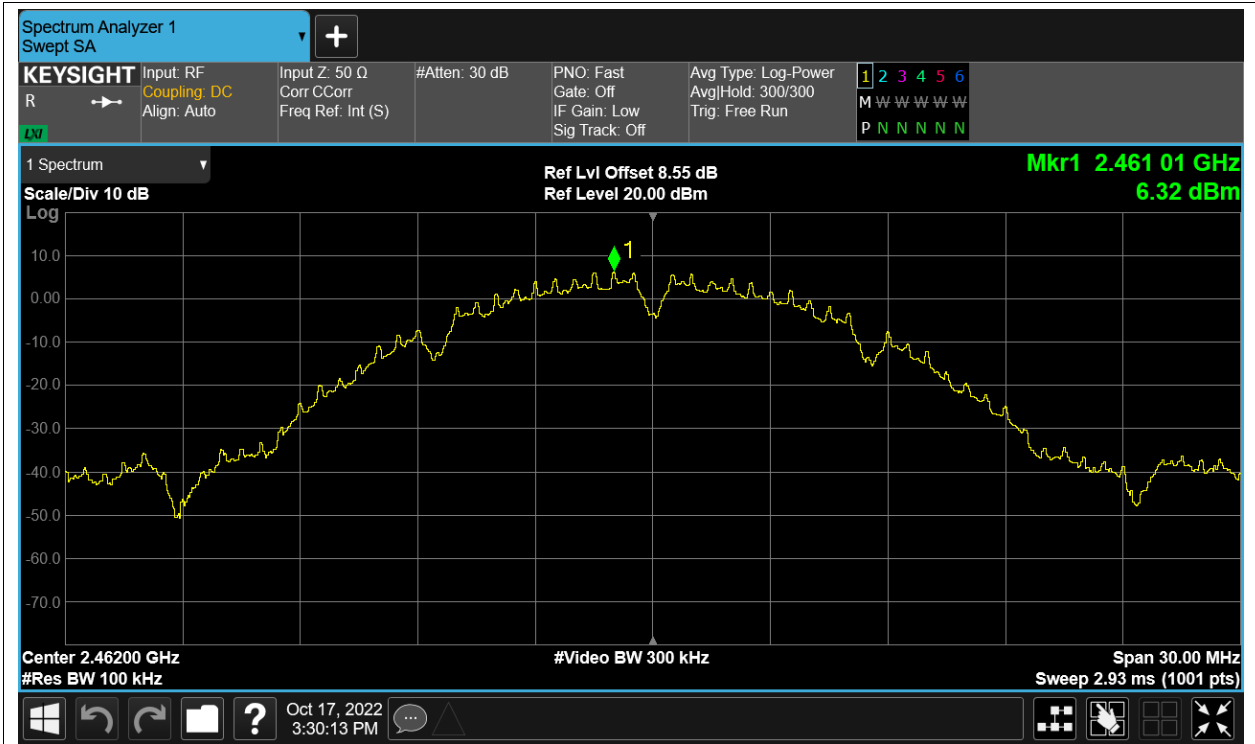 Spectrum Analyzer 1
Swept SA
+
KEYSIGHT
R
LXI
Input: RF
Coupling: DC
Align: Auto
Input Z: 50 Ω
Corr CCorr
Freq Ref: Int (S)
#Atten: 30 dB
PNO: Fast
Gate: Off
IF Gain: Low
Sig Track: Off
Avg Type: Log-Power
Avg|Hold: 300/300
Trig: Free Run
1 2 3 4 5 6
M W W W W W
P N N N N N
1 Spectrum
Scale/Div 10 dB
Ref Lvl Offset 8.55 dB
Ref Level 20.00 dBm
Mkr1 2.461 01 GHz
6.32 dBm
Log
1
10.0
0.00
-10.0
-20.0
-30.0
-40.0
-50.0
-60.0
-70.0
Center 2.46200 GHz
#Res BW 100 kHz
#Video BW 300 kHz
Span 30.00 MHz
Sweep 2.93 ms (1001 pts)
?
Oct 17, 2022
3:30:13 PM